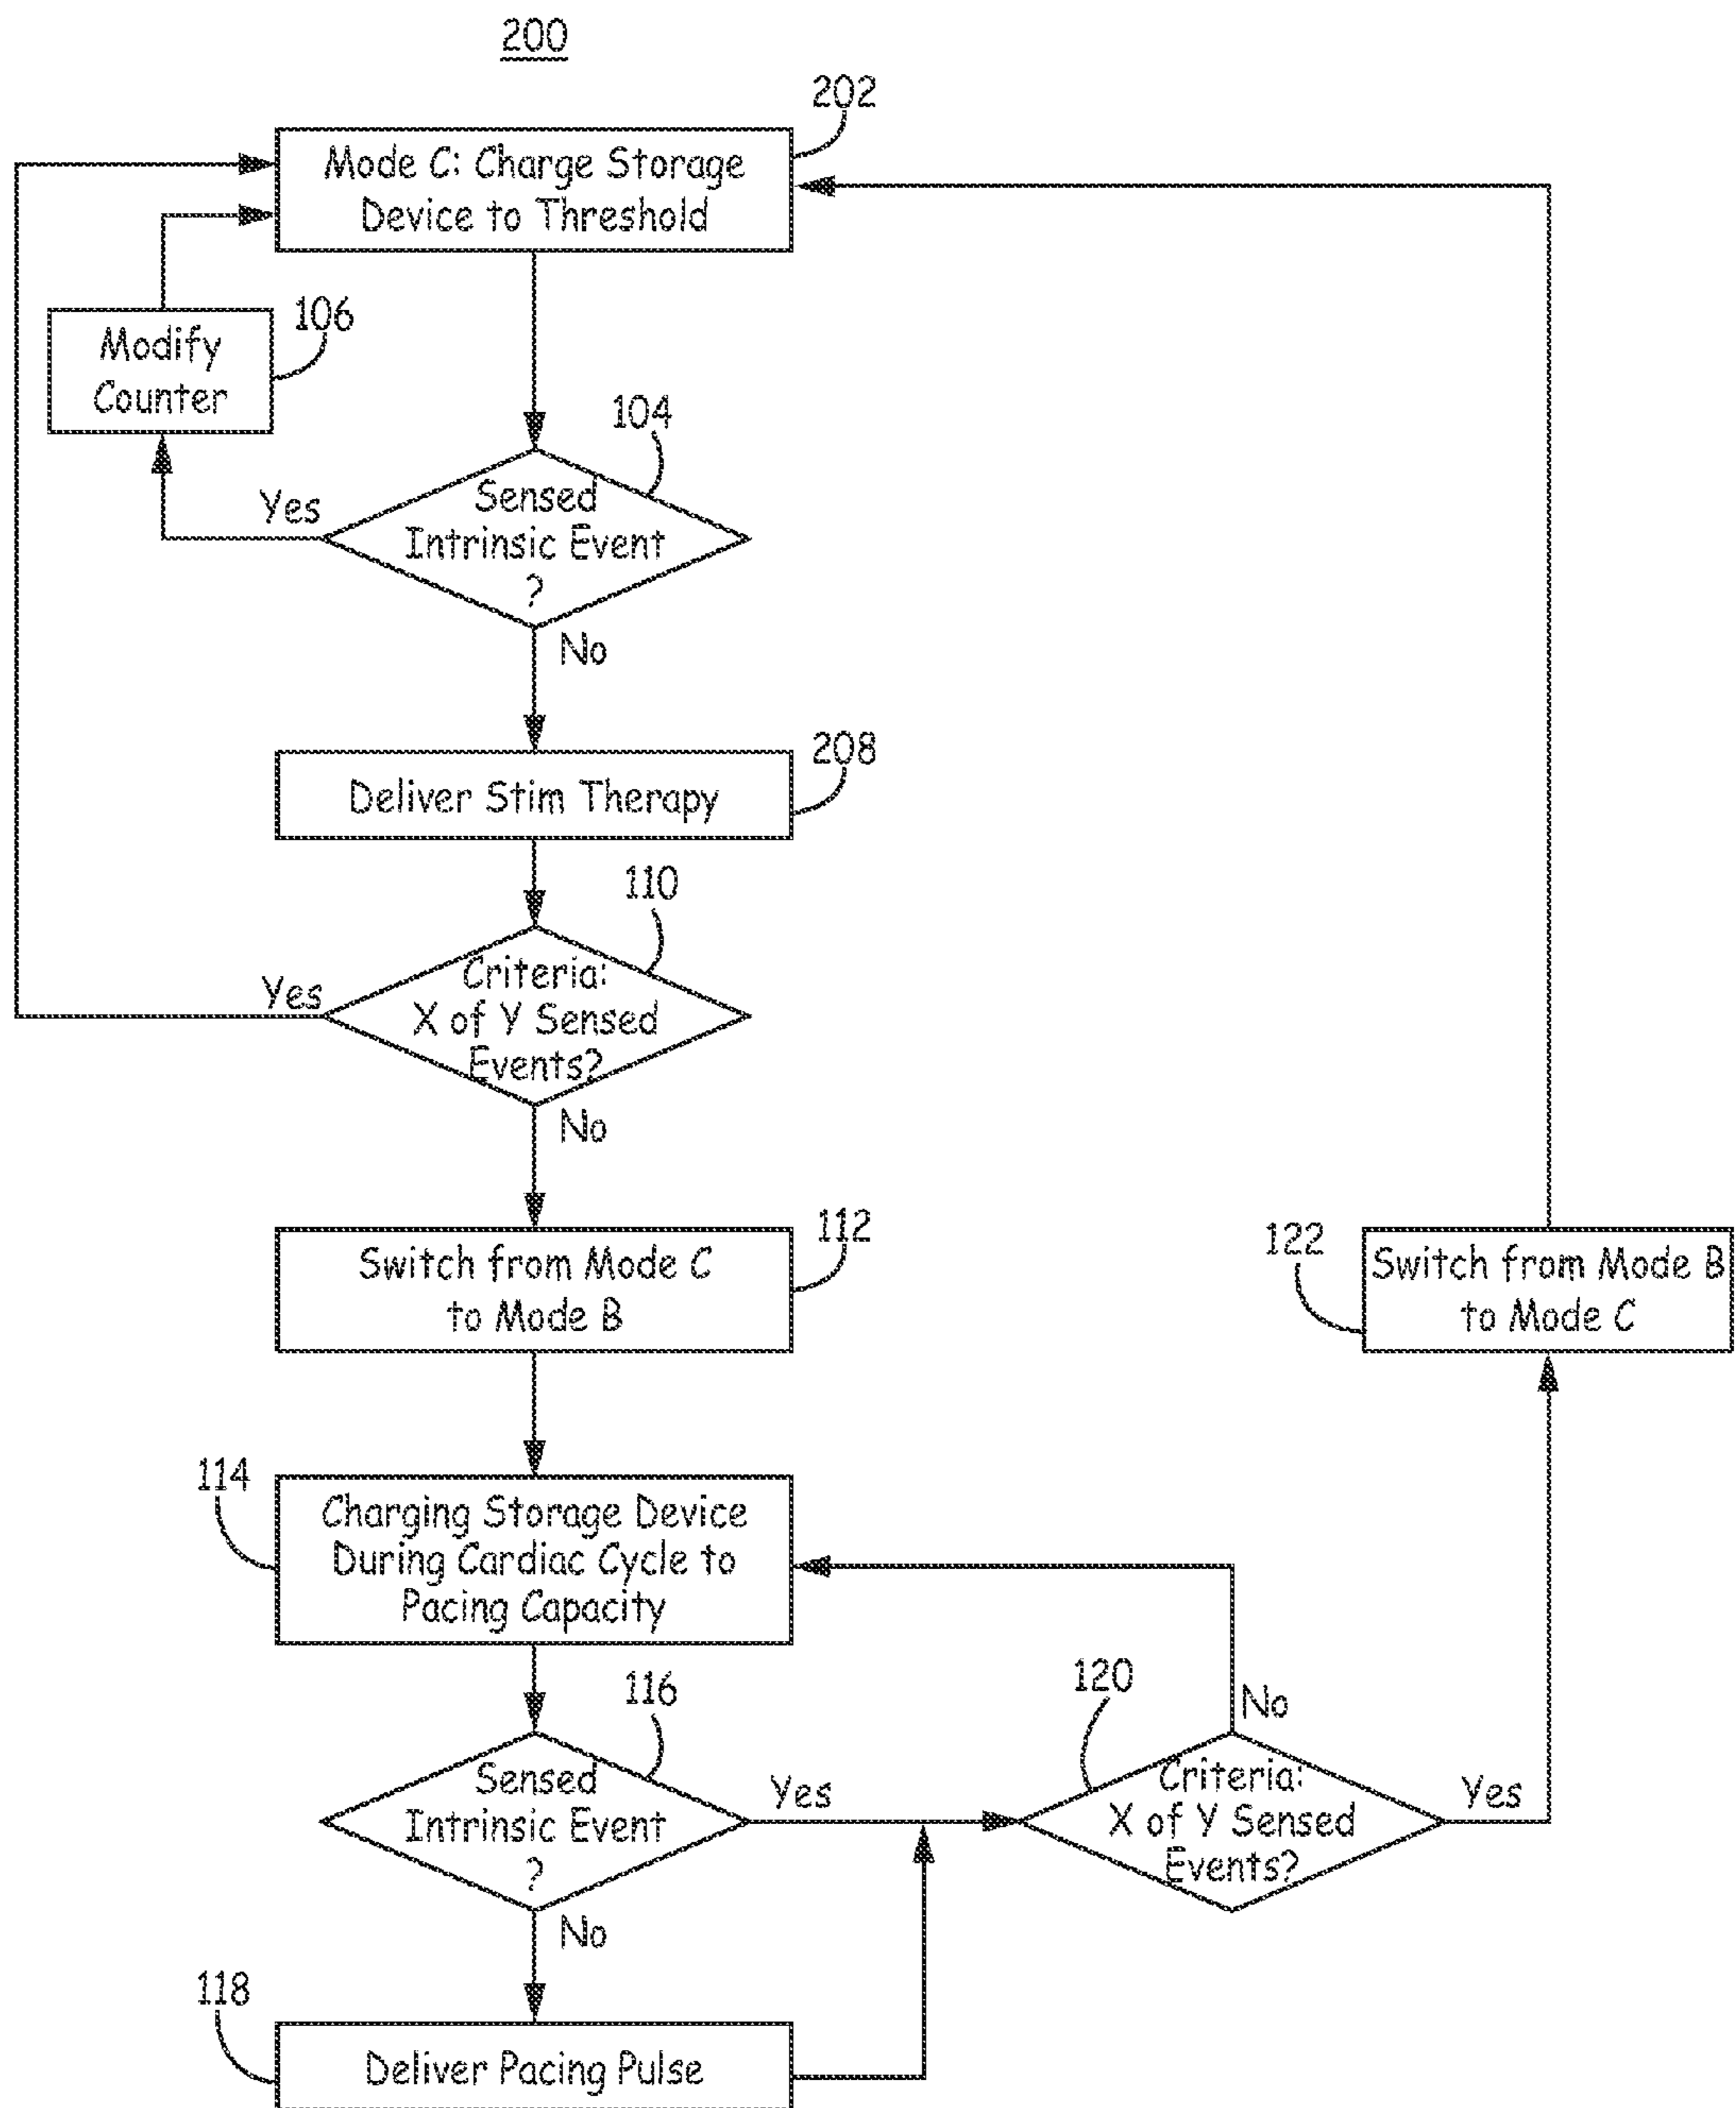 200
202
Mode C: Charge Storage
Device to Threshold
106
Modify
Counter
104
Sensed
Intrinsic Event
?
Yes
No
208
Deliver Stim Therapy
110
Criteria:
X of Y Sensed
Events?
Yes
No
112
Switch from Mode C
to Mode B
122
Switch from Mode B
to Mode C
114
Charging Storage Device
During Cardiac Cycle to
Pacing Capacity
116
Sensed
Intrinsic Event
?
Yes
No
120
Criteria:
X of Y Sensed
Events?
No
Yes
118
Deliver Pacing Pulse